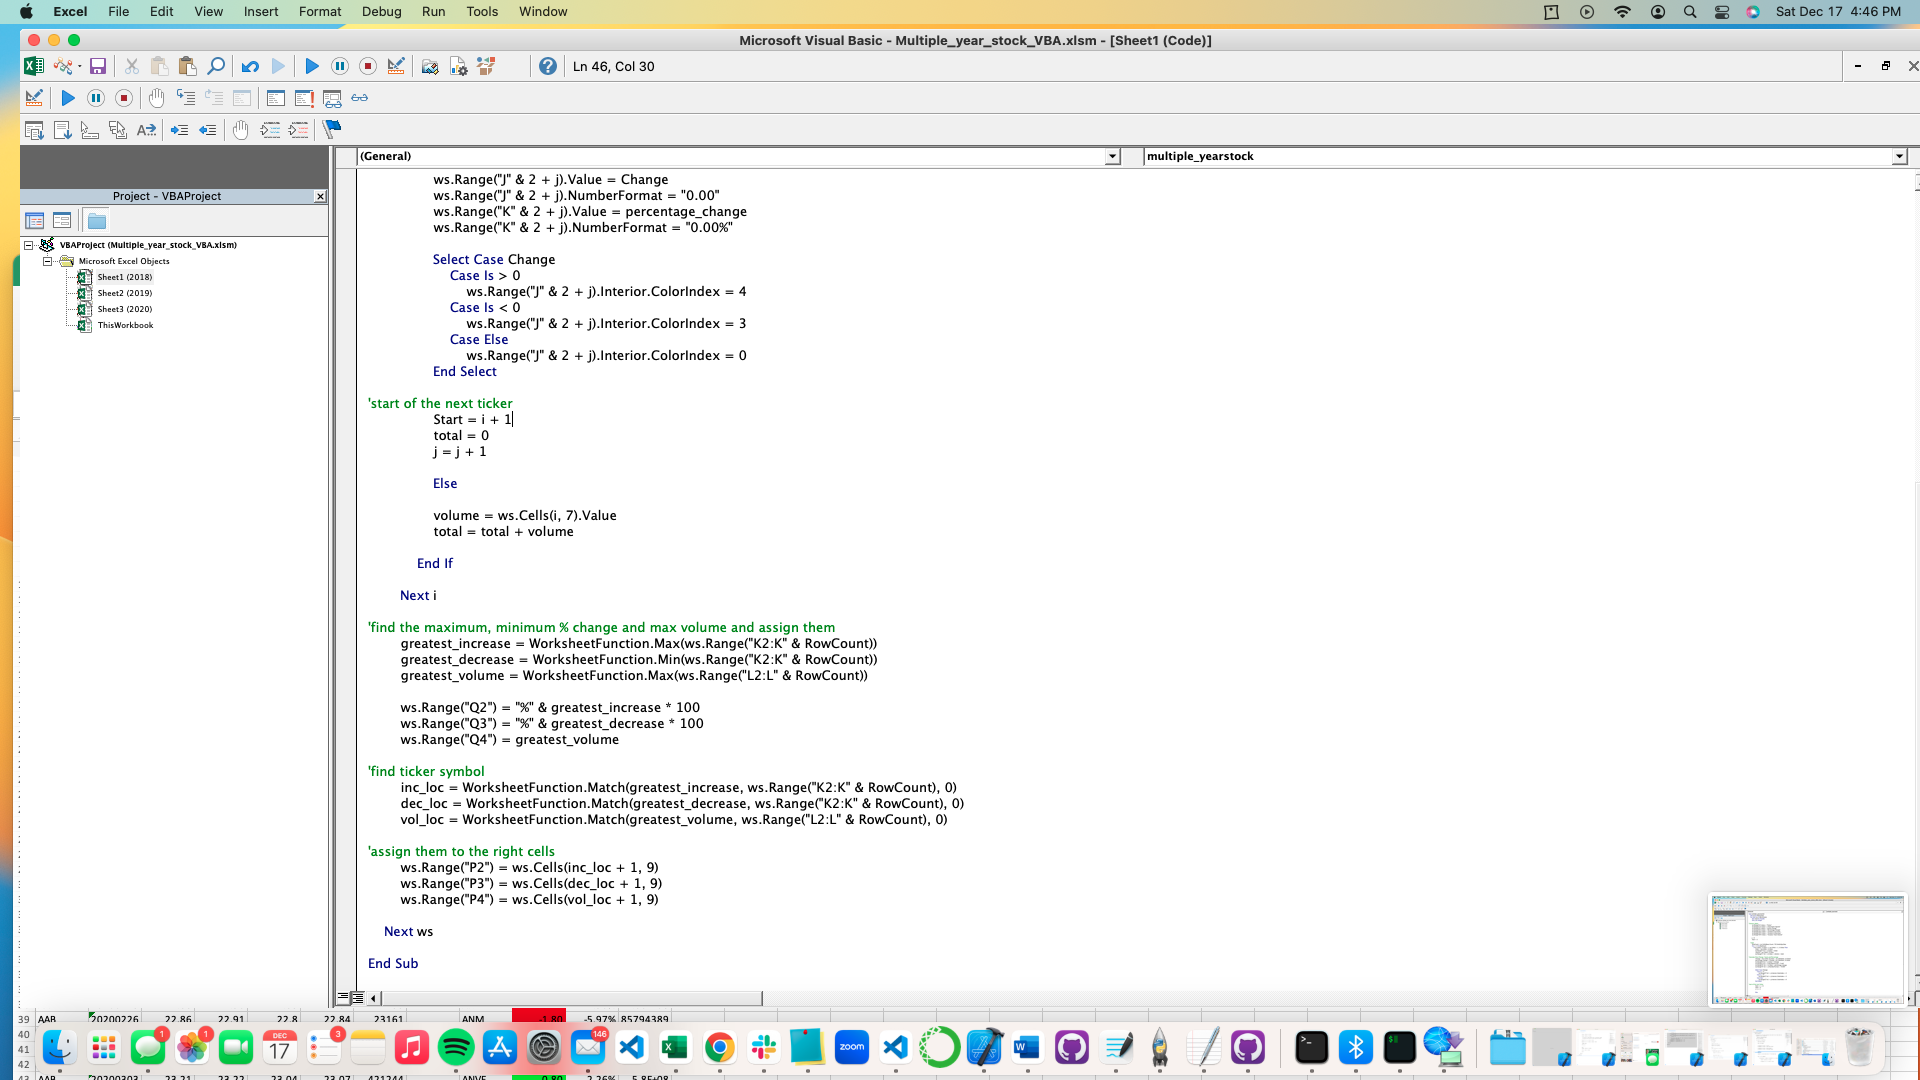 Excel File Edit View Insert Format Debug Run Tools Window Sat Dec 17 4:46 PM
Microsoft Visual Basic - Multiple_year_stock_VBA.xlsm - [Sheet1 (Code)]
Ln 46, Col 30
(General) multiple_yearstock
Project - VBAProject
VBAProject (Multiple_year_stock_VBA.xlsm)
Microsoft Excel Objects
Sheet1 (2018)
Sheet2 (2019)
Sheet3 (2020)
ThisWorkbook
ws.Range("J" & 2 + j).Value = Change
ws.Range("J" & 2 + j).NumberFormat = "0.00"
ws.Range("K" & 2 + j).Value = percentage_change
ws.Range("K" & 2 + j).NumberFormat = "0.00%"
Select Case Change
Case Is > 0
ws.Range("J" & 2 + j).Interior.ColorIndex = 4
Case Is < 0
ws.Range("J" & 2 + j).Interior.ColorIndex = 3
Case Else
ws.Range("J" & 2 + j).Interior.ColorIndex = 0
End Select
'start of the next ticker
Start = i + 1
total = 0
j = j + 1
Else
volume = ws.Cells(i, 7).Value
total = total + volume
End If
Next i
'find the maximum, minimum % change and max volume and assign them
greatest_increase = WorksheetFunction.Max(ws.Range("K2:K" & RowCount))
greatest_decrease = WorksheetFunction.Min(ws.Range("K2:K" & RowCount))
greatest_volume = WorksheetFunction.Max(ws.Range("L2:L" & RowCount))
ws.Range("Q2") = "%" & greatest_increase * 100
ws.Range("Q3") = "%" & greatest_decrease * 100
ws.Range("Q4") = greatest_volume
'find ticker symbol
inc_loc = WorksheetFunction.Match(greatest_increase, ws.Range("K2:K" & RowCount), 0)
dec_loc = WorksheetFunction.Match(greatest_decrease, ws.Range("K2:K" & RowCount), 0)
vol_loc = WorksheetFunction.Match(greatest_volume, ws.Range("L2:L" & RowCount), 0)
'assign them to the right cells
ws.Range("P2") = ws.Cells(inc_loc + 1, 9)
ws.Range("P3") = ws.Cells(dec_loc + 1, 9)
ws.Range("P4") = ws.Cells(vol_loc + 1, 9)
Next ws
End Sub
39 AAB 20200226 22.86 22.91 22.8 22.84 23161 ANM -1.80 -5.97% 85794389
40
41
42
43 AAB 20200303 23.21 23.22 23.04 23.07 421244 ANVE 0.80 2.26% 5.8E+08
1 1 DEC 17 3 146 zoom